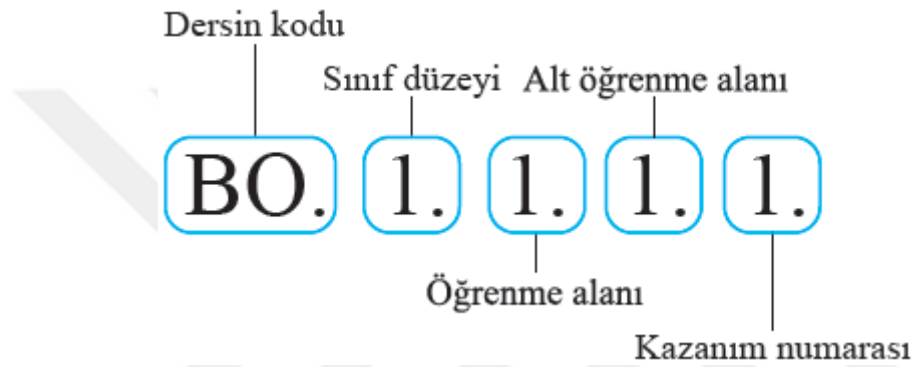 Dersin kodu
Sınıf düzeyi Alt öğrenme alanı
BO. 1. 1. 1. 1.
Öğrenme alanı
Kazanım numarası